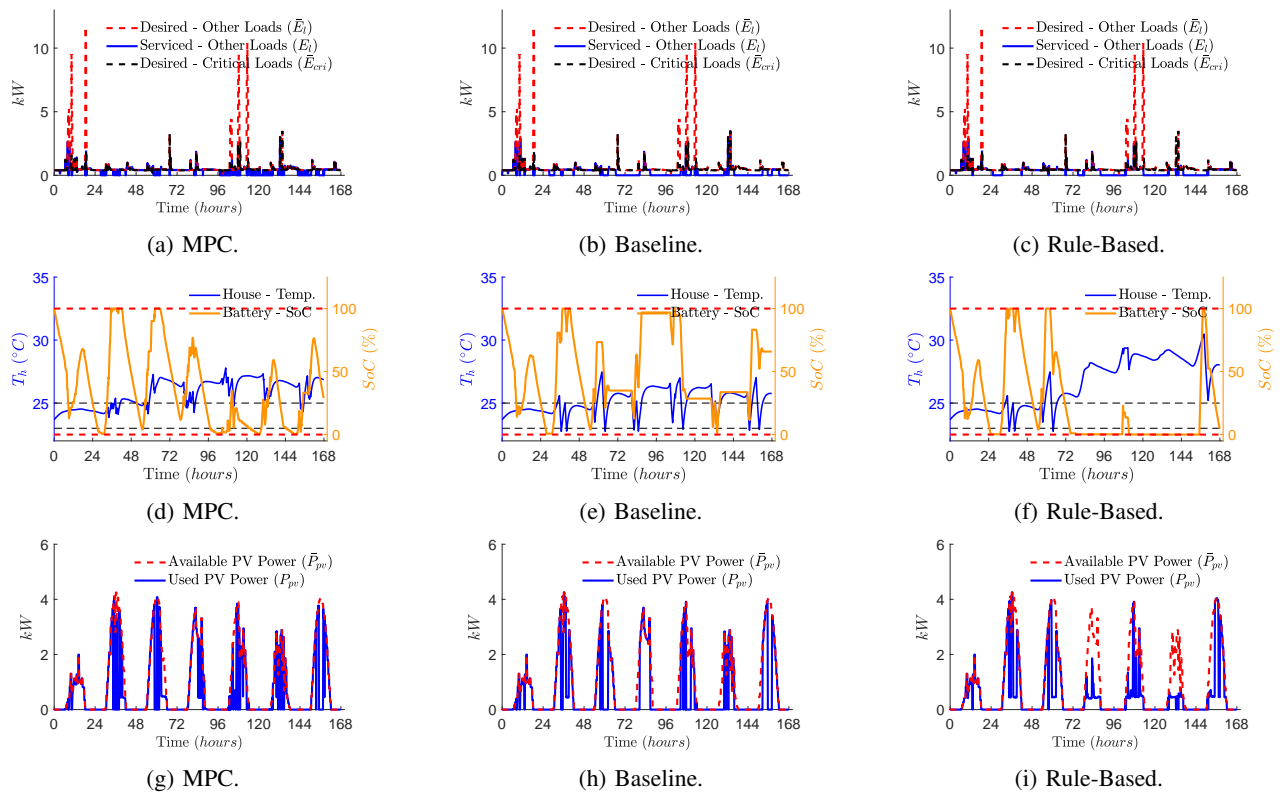 10
5
0
kW
Desired - Other Loads (Ē_l)
Serviced - Other Loads (E_l)
Desired - Critical Loads (Ē_cri)
0 24 48 72 96 120 144 168
Time (hours)
(a) MPC.
10
5
0
kW
Desired - Other Loads (Ē_l)
Serviced - Other Loads (E_l)
Desired - Critical Loads (Ē_cri)
0 24 48 72 96 120 144 168
Time (hours)
(b) Baseline.
10
5
0
kW
Desired - Other Loads (Ē_l)
Serviced - Other Loads (E_l)
Desired - Critical Loads (Ē_cri)
0 24 48 72 96 120 144 168
Time (hours)
(c) Rule-Based.
35
30
25
T_h (°C)
House - Temp.
Battery - SoC
100
50
0
SoC (%)
0 24 48 72 96 120 144 168
Time (hours)
(d) MPC.
35
30
25
T_h (°C)
House - Temp.
Battery - SoC
100
50
0
SoC (%)
0 24 48 72 96 120 144 168
Time (hours)
(e) Baseline.
35
30
25
T_h (°C)
House - Temp.
Battery - SoC
100
50
0
SoC (%)
0 24 48 72 96 120 144 168
Time (hours)
(f) Rule-Based.
6
4
2
0
kW
Available PV Power (P̄_pv)
Used PV Power (P_pv)
0 24 48 72 96 120 144 168
Time (hours)
(g) MPC.
6
4
2
0
kW
Available PV Power (P̄_pv)
Used PV Power (P_pv)
0 24 48 72 96 120 144 168
Time (hours)
(h) Baseline.
6
4
2
0
kW
Available PV Power (P̄_pv)
Used PV Power (P_pv)
0 24 48 72 96 120 144 168
Time (hours)
(i) Rule-Based.